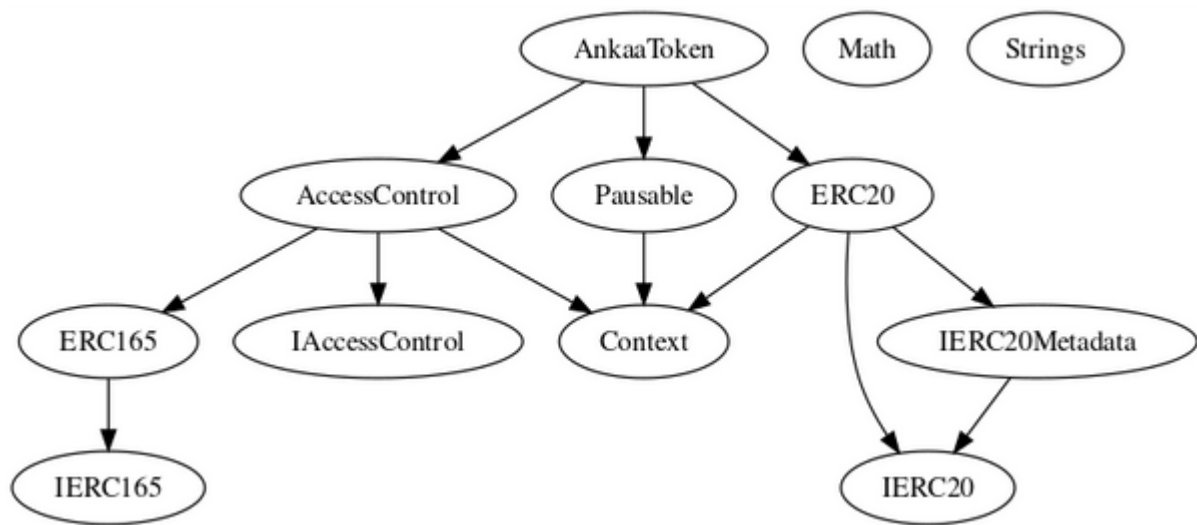 AnkaaToken
Math
Strings
AccessControl
Pausable
ERC20
ERC165
IAccessControl
Context
IERC20Metadata
IERC165
IERC20